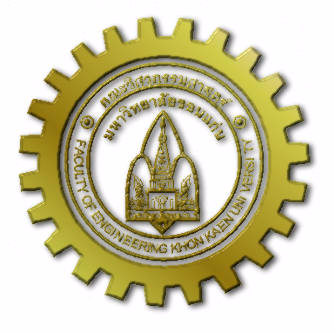 คณะวิศวกรรมศาสตร์
มหาวิทยาลัยขอนแก่น
FACULTY OF ENGINEERING KHON KAEN UNIVERSITY